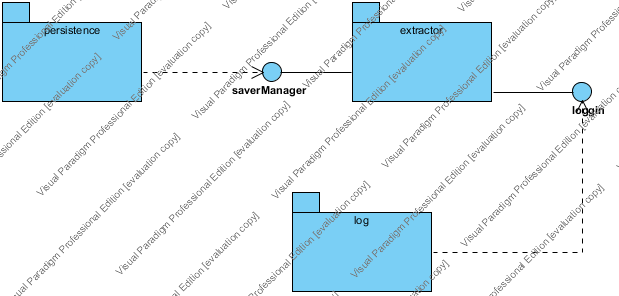 persistence
extractor
saverManager
loggin
log
Visual Paradigm Professional Edition [evaluation copy]